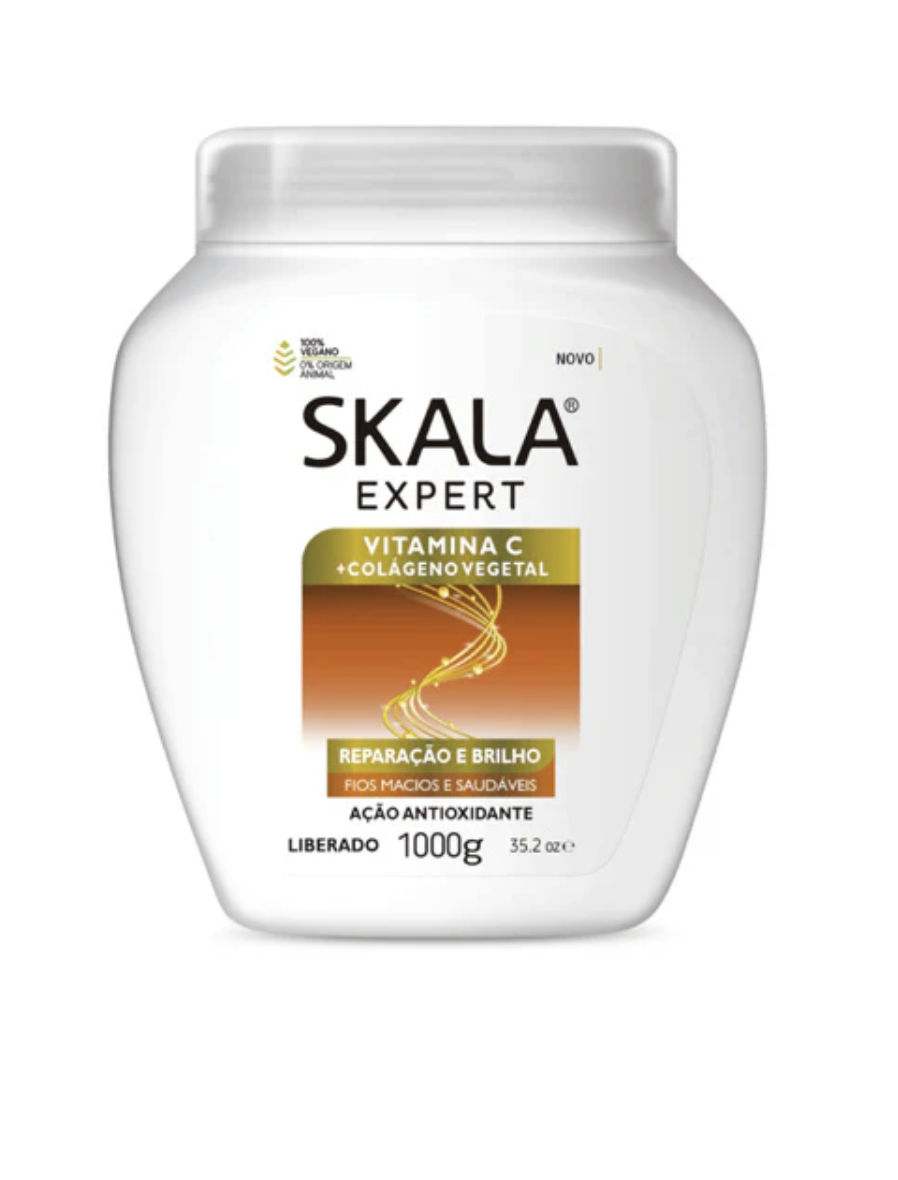 100%
VEGANO
0% ORIGEM
ANIMAL
NOVO
SKALA®
EXPERT
VITAMINA C
+COLÁGENO VEGETAL
REPARAÇÃO E BRILHO
FIOS MACIOS E SAUDÁVEIS
AÇÃO ANTIOXIDANTE
LIBERADO 1000g 35.2 oz ℮